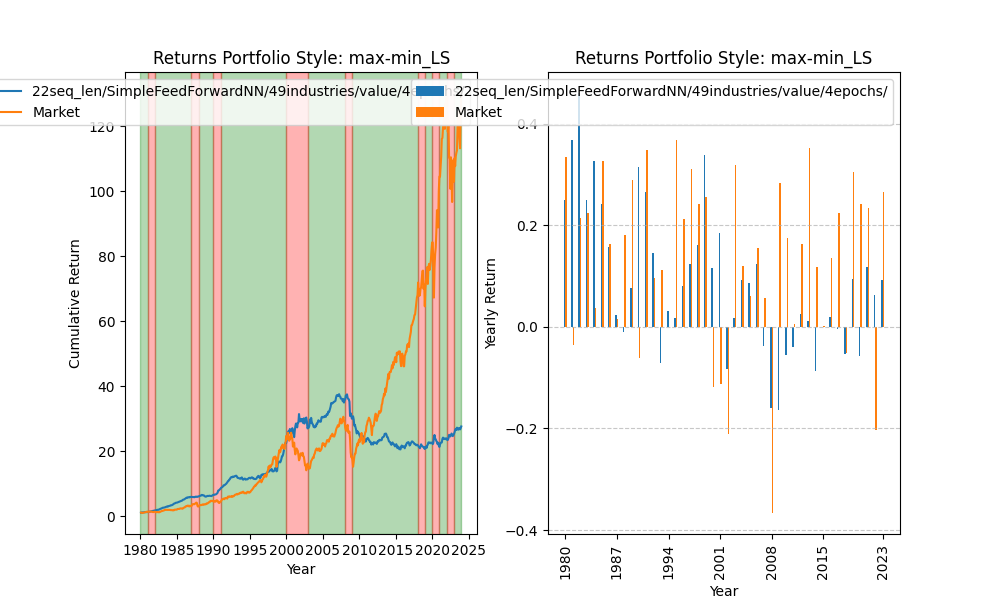 Returns Portfolio Style: max-min_LS
22seq_len/SimpleFeedForwardNN/49industries/value/4
Market
Cumulative Return
120
100
80
60
40
20
0
1980 1985 1990 1995 2000 2005 2010 2015 2020 2025
Year
Returns Portfolio Style: max-min_LS
22seq_len/SimpleFeedForwardNN/49industries/value/4epochs/
Market
Yearly Return
0.4
0.2
0.0
−0.2
−0.4
1980 1987 1994 2001 2008 2015 2023
Year